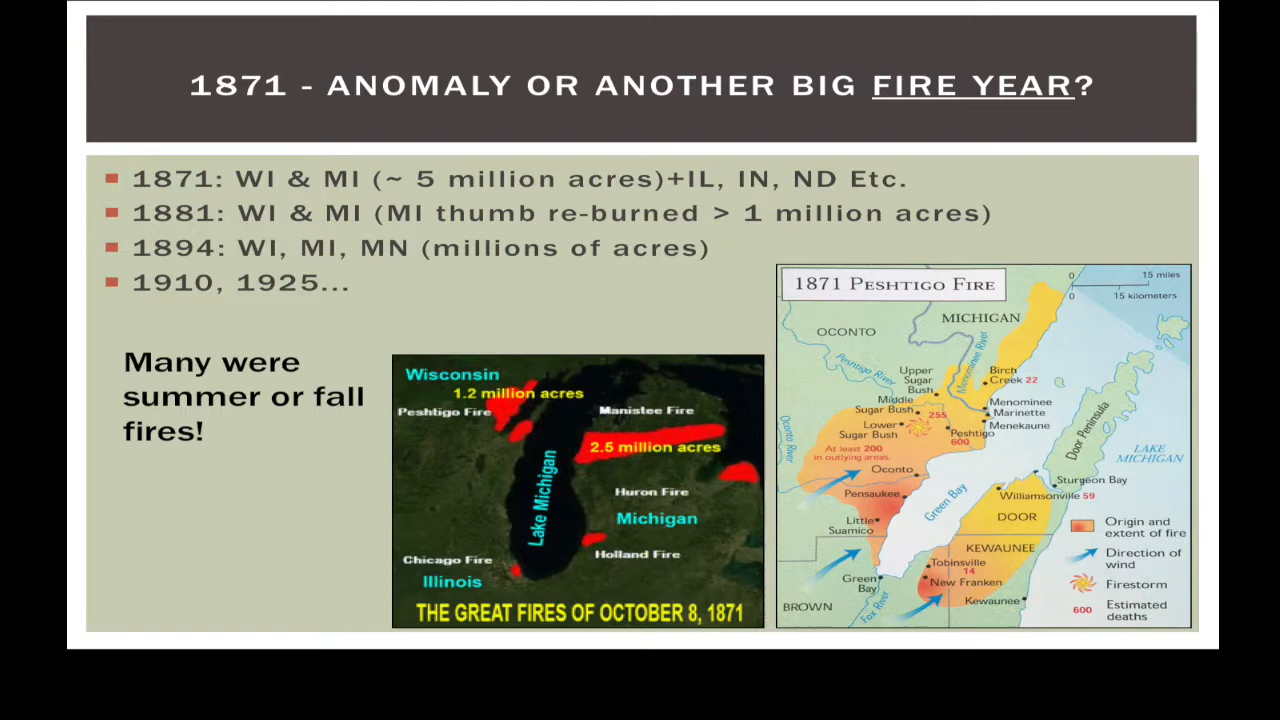 1871 - ANOMALY OR ANOTHER BIG FIRE YEAR?
1871: WI & MI (~ 5 million acres)+IL, IN, ND Etc.
1881: WI & MI (MI thumb re-burned > 1 million acres)
1894: WI, MI, MN (millions of acres)
1910, 1925...
Many were
summer or fall
fires!
Wisconsin
1.2 million acres
Peshtigo Fire
Manistee Fire
2.5 million acres
Lake Michigan
Huron Fire
Michigan
Holland Fire
Chicago Fire
Illinois
THE GREAT FIRES OF OCTOBER 8, 1871
1871 PESHTIGO FIRE
0 15 miles
0 15 kilometers
MICHIGAN
OCONTO
Peshtigo River
Menominee River
Upper
Sugar
Bush
Birch
Creek 22
Middle
Sugar Bush
255
Menominee
Marinette
Menekaune
Lower
Sugar Bush
Peshtigo
600
Oconto River
At least 200
in outlying areas.
Oconto
Door Peninsula
LAKE
MICHIGAN
Pensaukee
Green Bay
Sturgeon Bay
Williamsonville 59
Little
Suamico
DOOR
KEWAUNEE
Tobinsville
14
New Franken
Green
Bay
Fox River
Kewaunee
BROWN
Origin and
extent of fire
Direction of
wind
Firestorm
600 Estimated
deaths